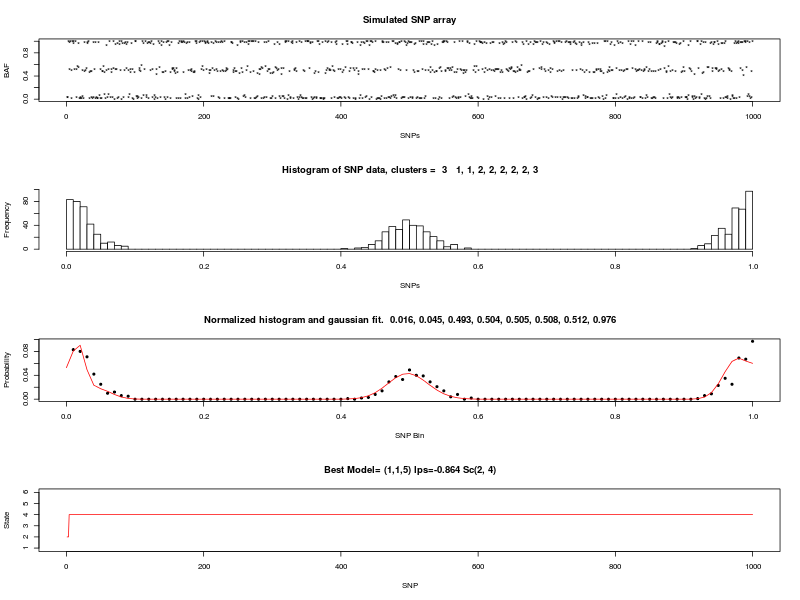 Simulated SNP array
BAF
0.0 0.4 0.8
0 200 400 600 800 1000
SNPs
Histogram of SNP data, clusters = 3 1, 1, 2, 2, 2, 2, 2, 3
Frequency
0 40 80
0.0 0.2 0.4 0.6 0.8 1.0
SNPs
Normalized histogram and gaussian fit. 0.016, 0.045, 0.493, 0.504, 0.505, 0.508, 0.512, 0.976
Probability
0.00 0.04 0.08
0.0 0.2 0.4 0.6 0.8 1.0
SNP Bin
Best Model= (1,1,5) lps=-0.864 Sc(2, 4)
State
1 2 3 4 5 6
0 200 400 600 800 1000
SNP